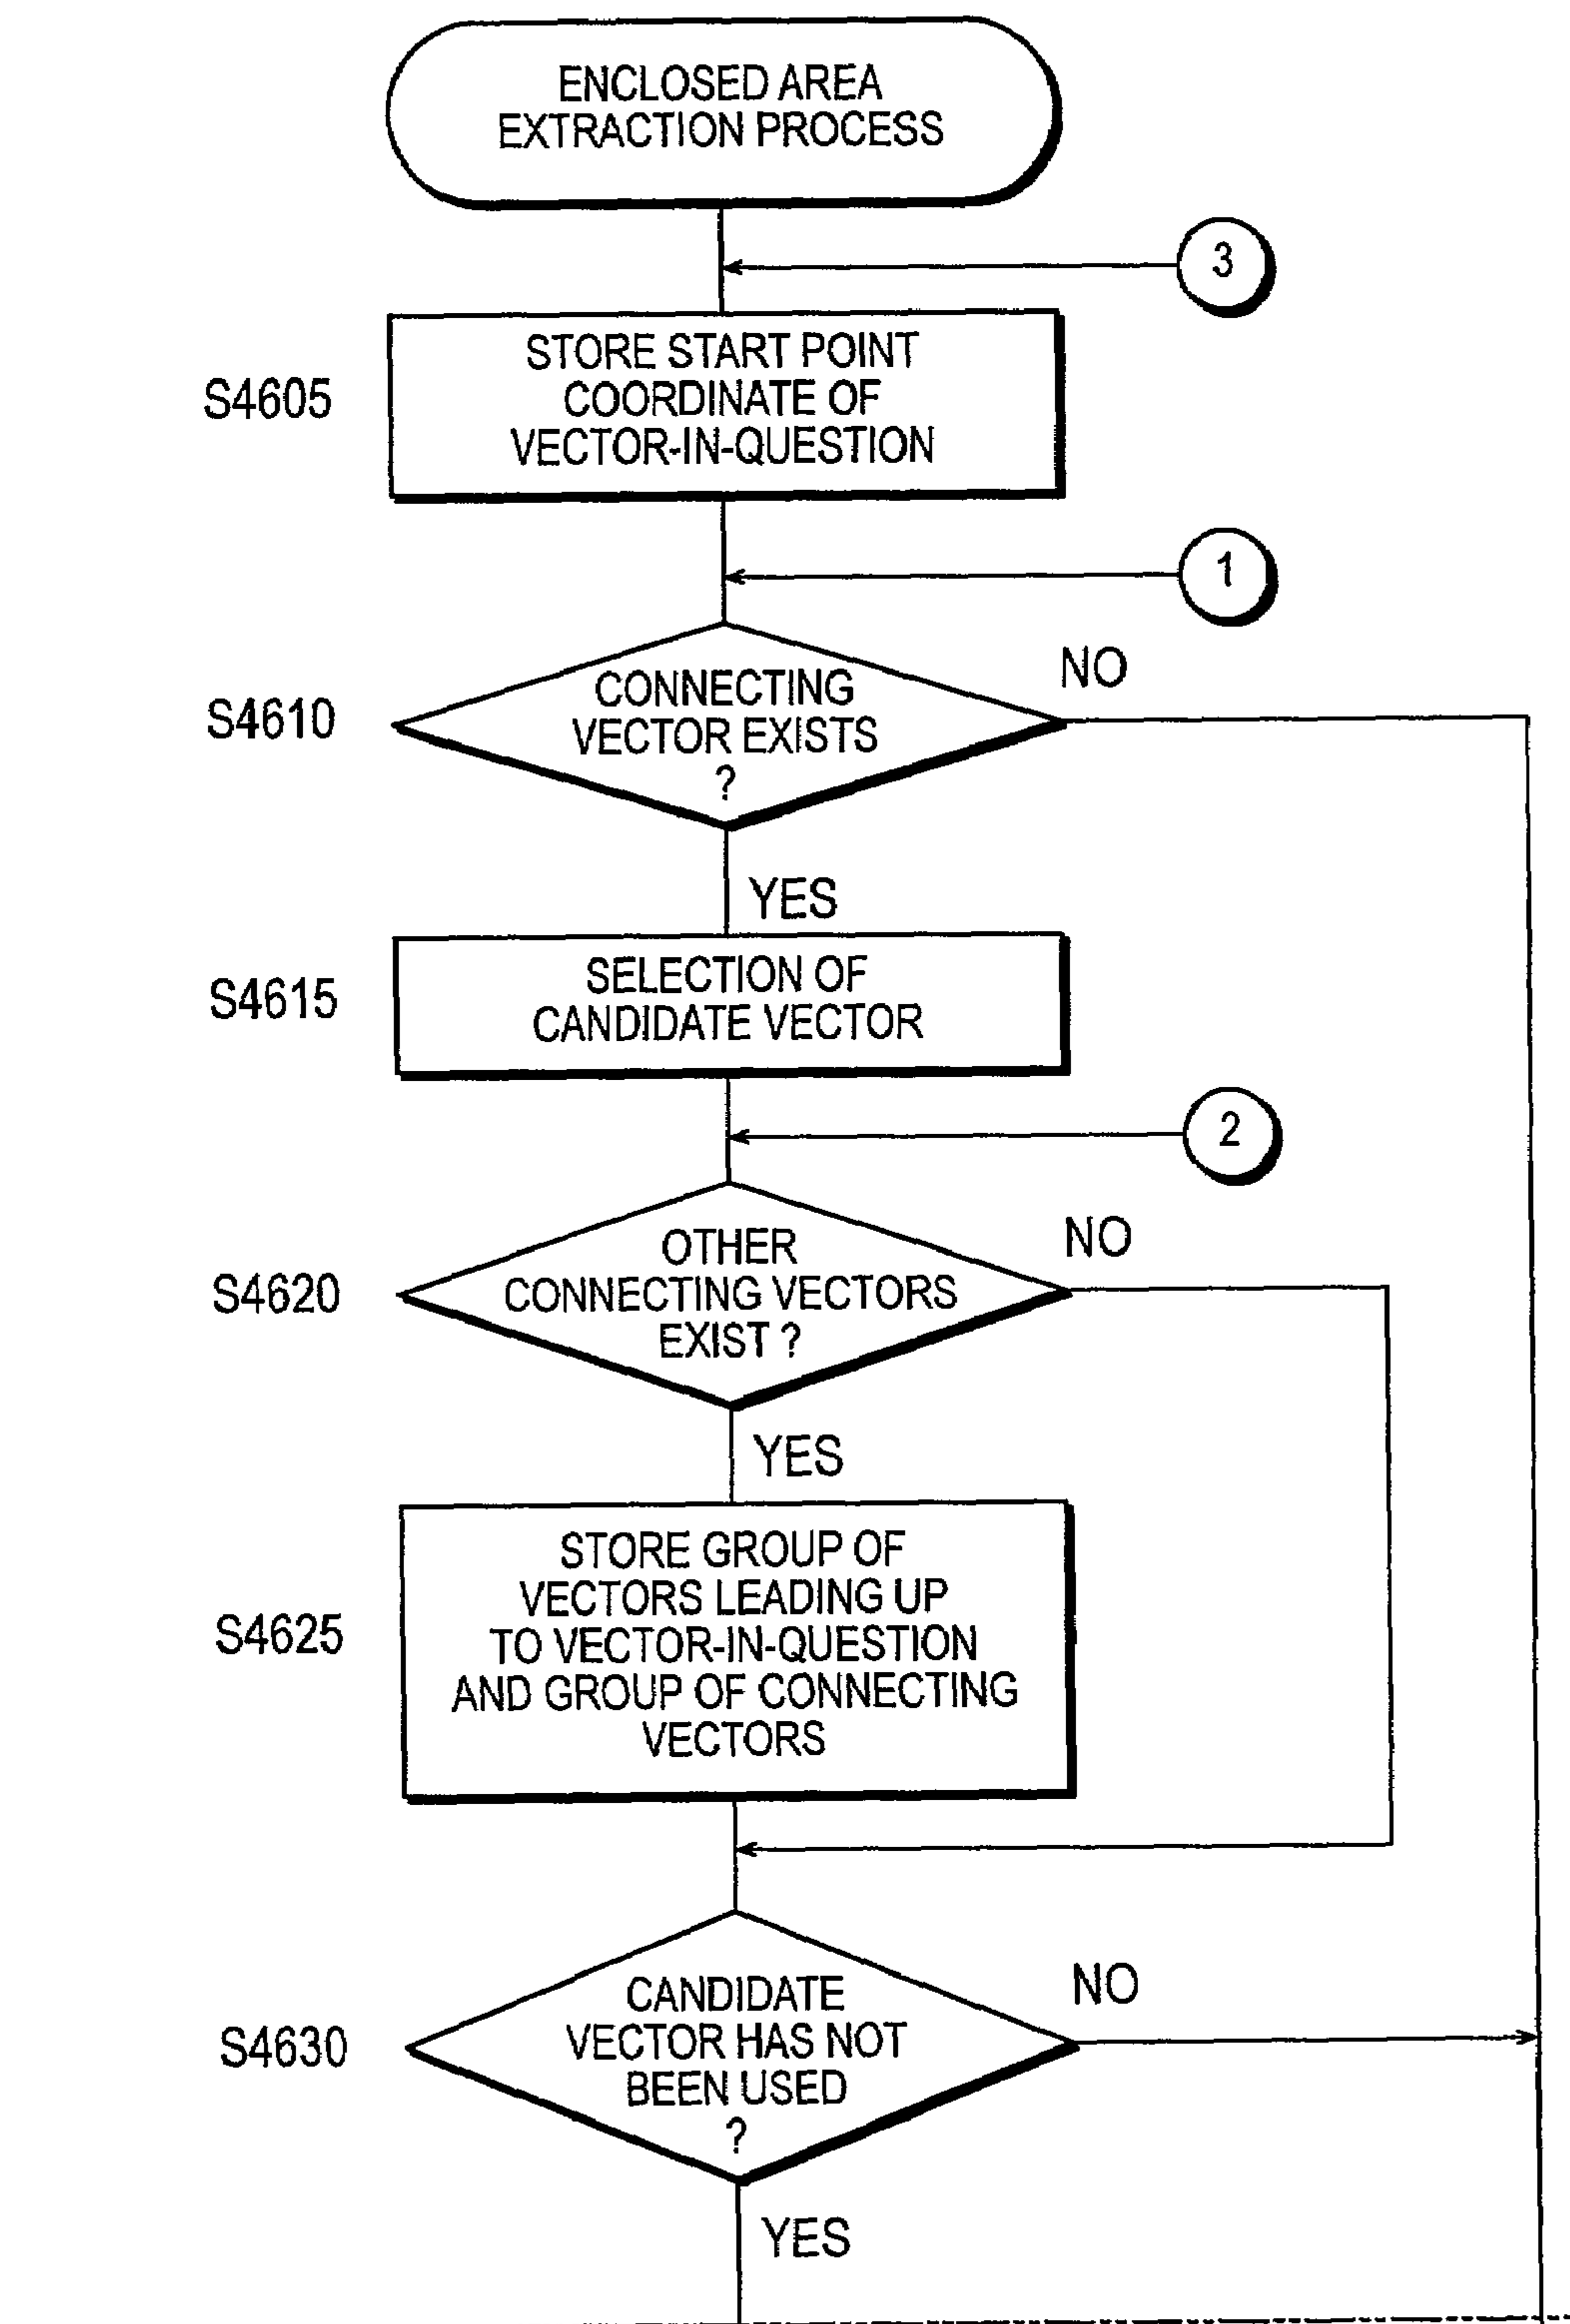 ENCLOSED AREA
EXTRACTION PROCESS
3
S4605
STORE START POINT
COORDINATE OF
VECTOR-IN-QUESTION
1
S4610
CONNECTING
VECTOR EXISTS
?
NO
YES
S4615
SELECTION OF
CANDIDATE VECTOR
2
S4620
OTHER
CONNECTING VECTORS
EXIST ?
NO
YES
S4625
STORE GROUP OF
VECTORS LEADING UP
TO VECTOR-IN-QUESTION
AND GROUP OF CONNECTING
VECTORS
S4630
CANDIDATE
VECTOR HAS NOT
BEEN USED
?
NO
YES